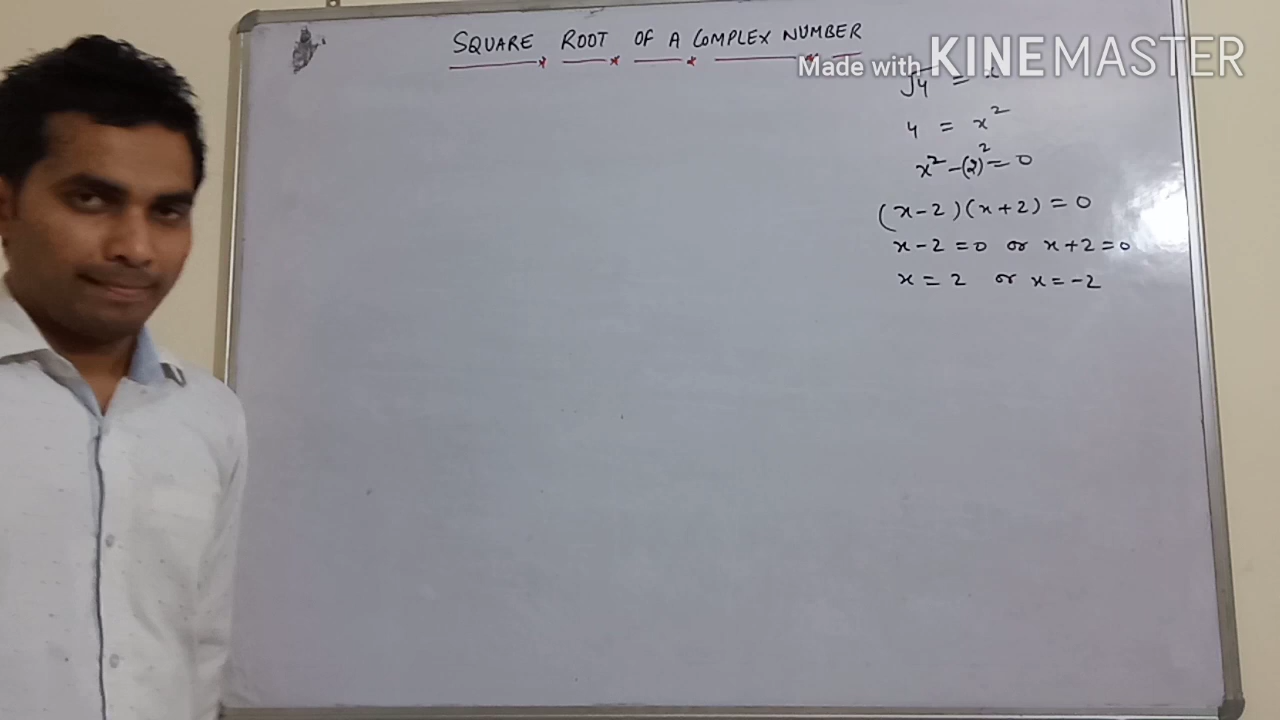 SQUARE ROOT OF A COMPLEX NUMBER
Made with KINEMASTER
√4 = x
4 = x²
x² - (2)² = 0
(x-2)(x+2) = 0
x-2 = 0 or x+2 = 0
x = 2 or x = -2